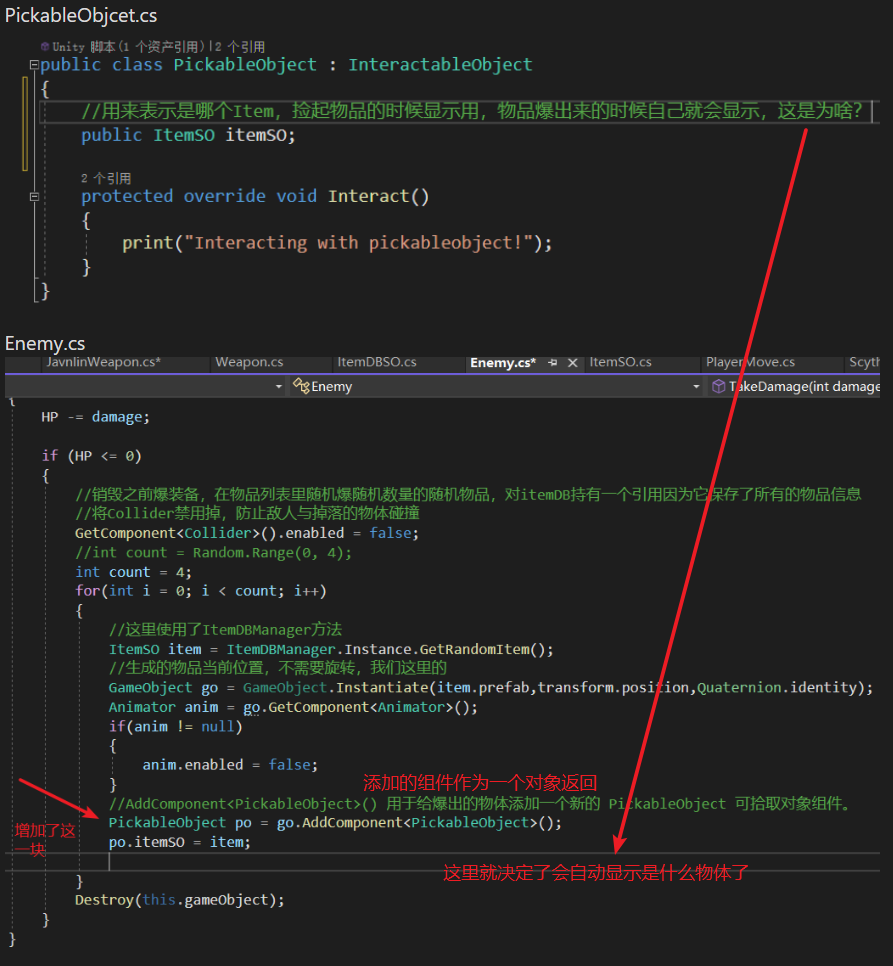 PickableObjcet.cs
Unity 脚本(1 个资产引用)|2 个引用
public class PickableObject : InteractableObject
{
//用来表示是哪个Item，捡起物品的时候显示用，物品爆出来的时候自己就会显示，这是为啥？
public ItemSO itemSO;
2 个引用
protected override void Interact()
{
print("Interacting with pickableobject!");
}
}
Enemy.cs
JavnlinWeapon.cs* Weapon.cs ItemDBSO.cs Enemy.cs* ItemSO.cs PlayerMove.cs Scyth
Enemy TakeDamage(int damage
{
HP -= damage;
if (HP <= 0)
{
//销毁之前爆装备，在物品列表里随机爆随机数量的随机物品，对itemDB持有一个引用因为它保存了所有的物品信息
//将Collider禁用掉，防止敌人与掉落的物体碰撞
GetComponent<Collider>().enabled = false;
//int count = Random.Range(0, 4);
int count = 4;
for(int i = 0; i < count; i++)
{
//这里使用了ItemDBManager方法
ItemSO item = ItemDBManager.Instance.GetRandomItem();
//生成的物品当前位置，不需要旋转，我们这里的
GameObject go = GameObject.Instantiate(item.prefab,transform.position,Quaternion.identity);
Animator anim = go.GetComponent<Animator>();
if(anim != null)
{
anim.enabled = false;
}
添加的组件作为一个对象返回
//AddComponent<PickableObject>() 用于给爆出的物体添加一个新的 PickableObject 可拾取对象组件。
PickableObject po = go.AddComponent<PickableObject>();
增加了这
一块
po.itemSO = item;
这里就决定了会自动显示是什么物体了
}
Destroy(this.gameObject);
}
}